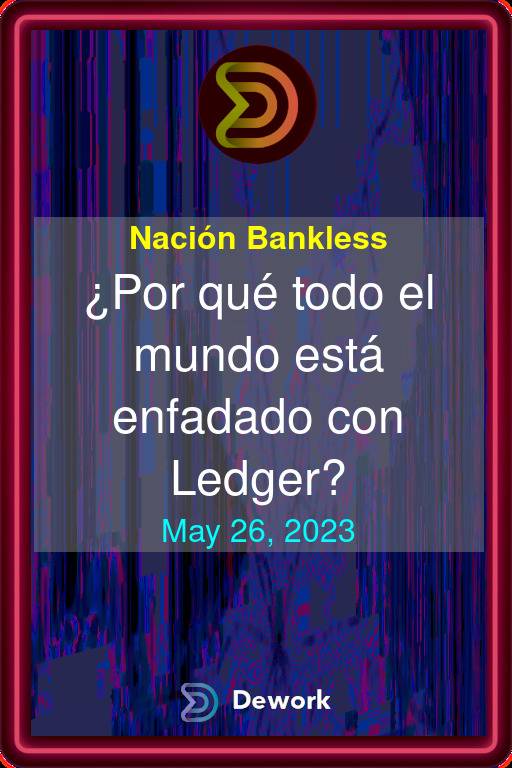 Nación Bankless
¿Por qué todo el
mundo está
enfadado con
Ledger?
May 26, 2023
Dework